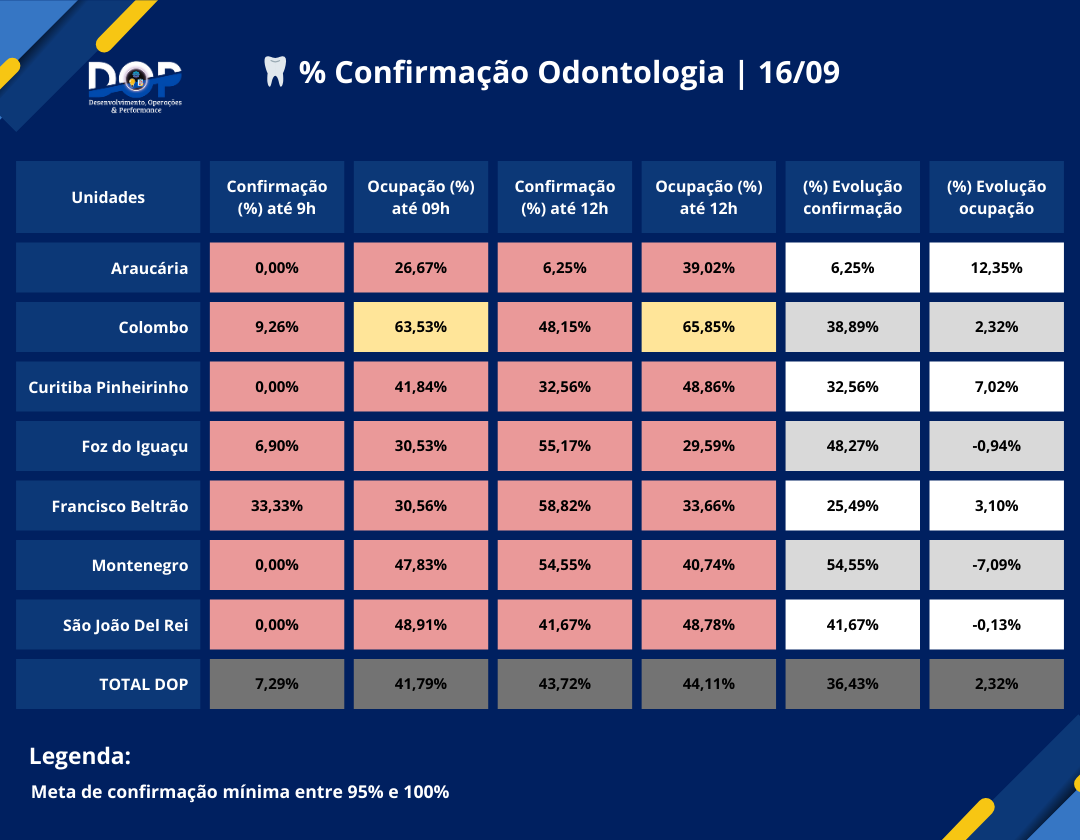 DOP
Desenvolvimento, Operações
& Performance
% Confirmação Odontologia | 16/09
Unidades
Confirmação
(%) até 9h
Ocupação (%)
até 09h
Confirmação
(%) até 12h
Ocupação (%)
até 12h
(%) Evolução
confirmação
(%) Evolução
ocupação
Araucária 0,00% 26,67% 6,25% 39,02% 6,25% 12,35%
Colombo 9,26% 63,53% 48,15% 65,85% 38,89% 2,32%
Curitiba Pinheirinho 0,00% 41,84% 32,56% 48,86% 32,56% 7,02%
Foz do Iguaçu 6,90% 30,53% 55,17% 29,59% 48,27% -0,94%
Francisco Beltrão 33,33% 30,56% 58,82% 33,66% 25,49% 3,10%
Montenegro 0,00% 47,83% 54,55% 40,74% 54,55% -7,09%
São João Del Rei 0,00% 48,91% 41,67% 48,78% 41,67% -0,13%
TOTAL DOP 7,29% 41,79% 43,72% 44,11% 36,43% 2,32%
Legenda:
Meta de confirmação mínima entre 95% e 100%